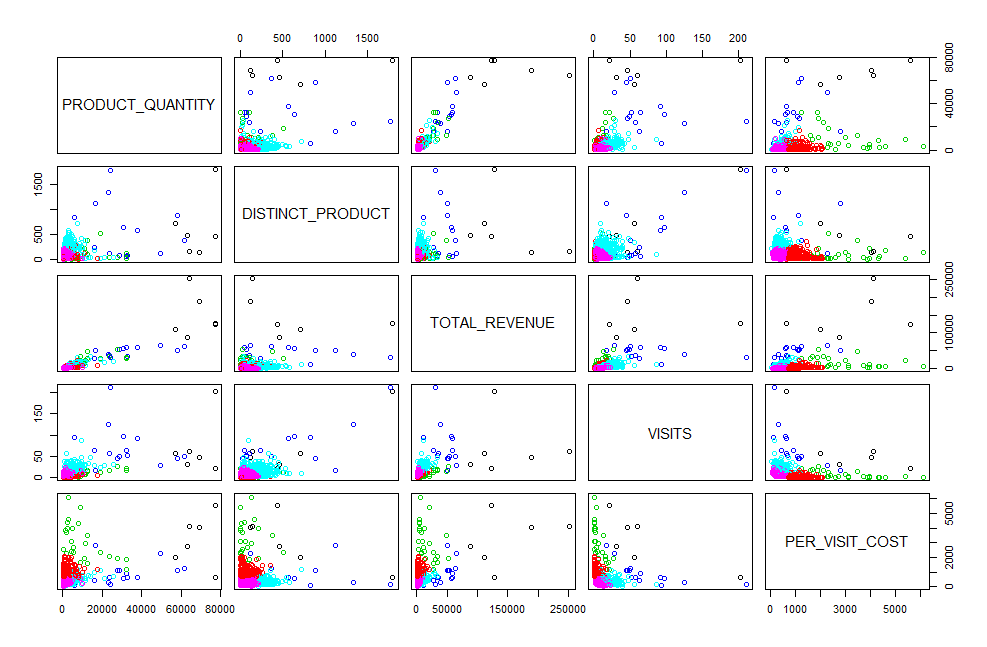 0 500 1500
0 50 100 200
PRODUCT_QUANTITY
0 40000 80000
0 500 1500
DISTINCT_PRODUCT
TOTAL_REVENUE
0 100000 250000
0 50 150
VISITS
PER_VISIT_COST
0 2000 5000
0 20000 40000 60000 80000
0 50000 150000 250000
0 1000 3000 5000